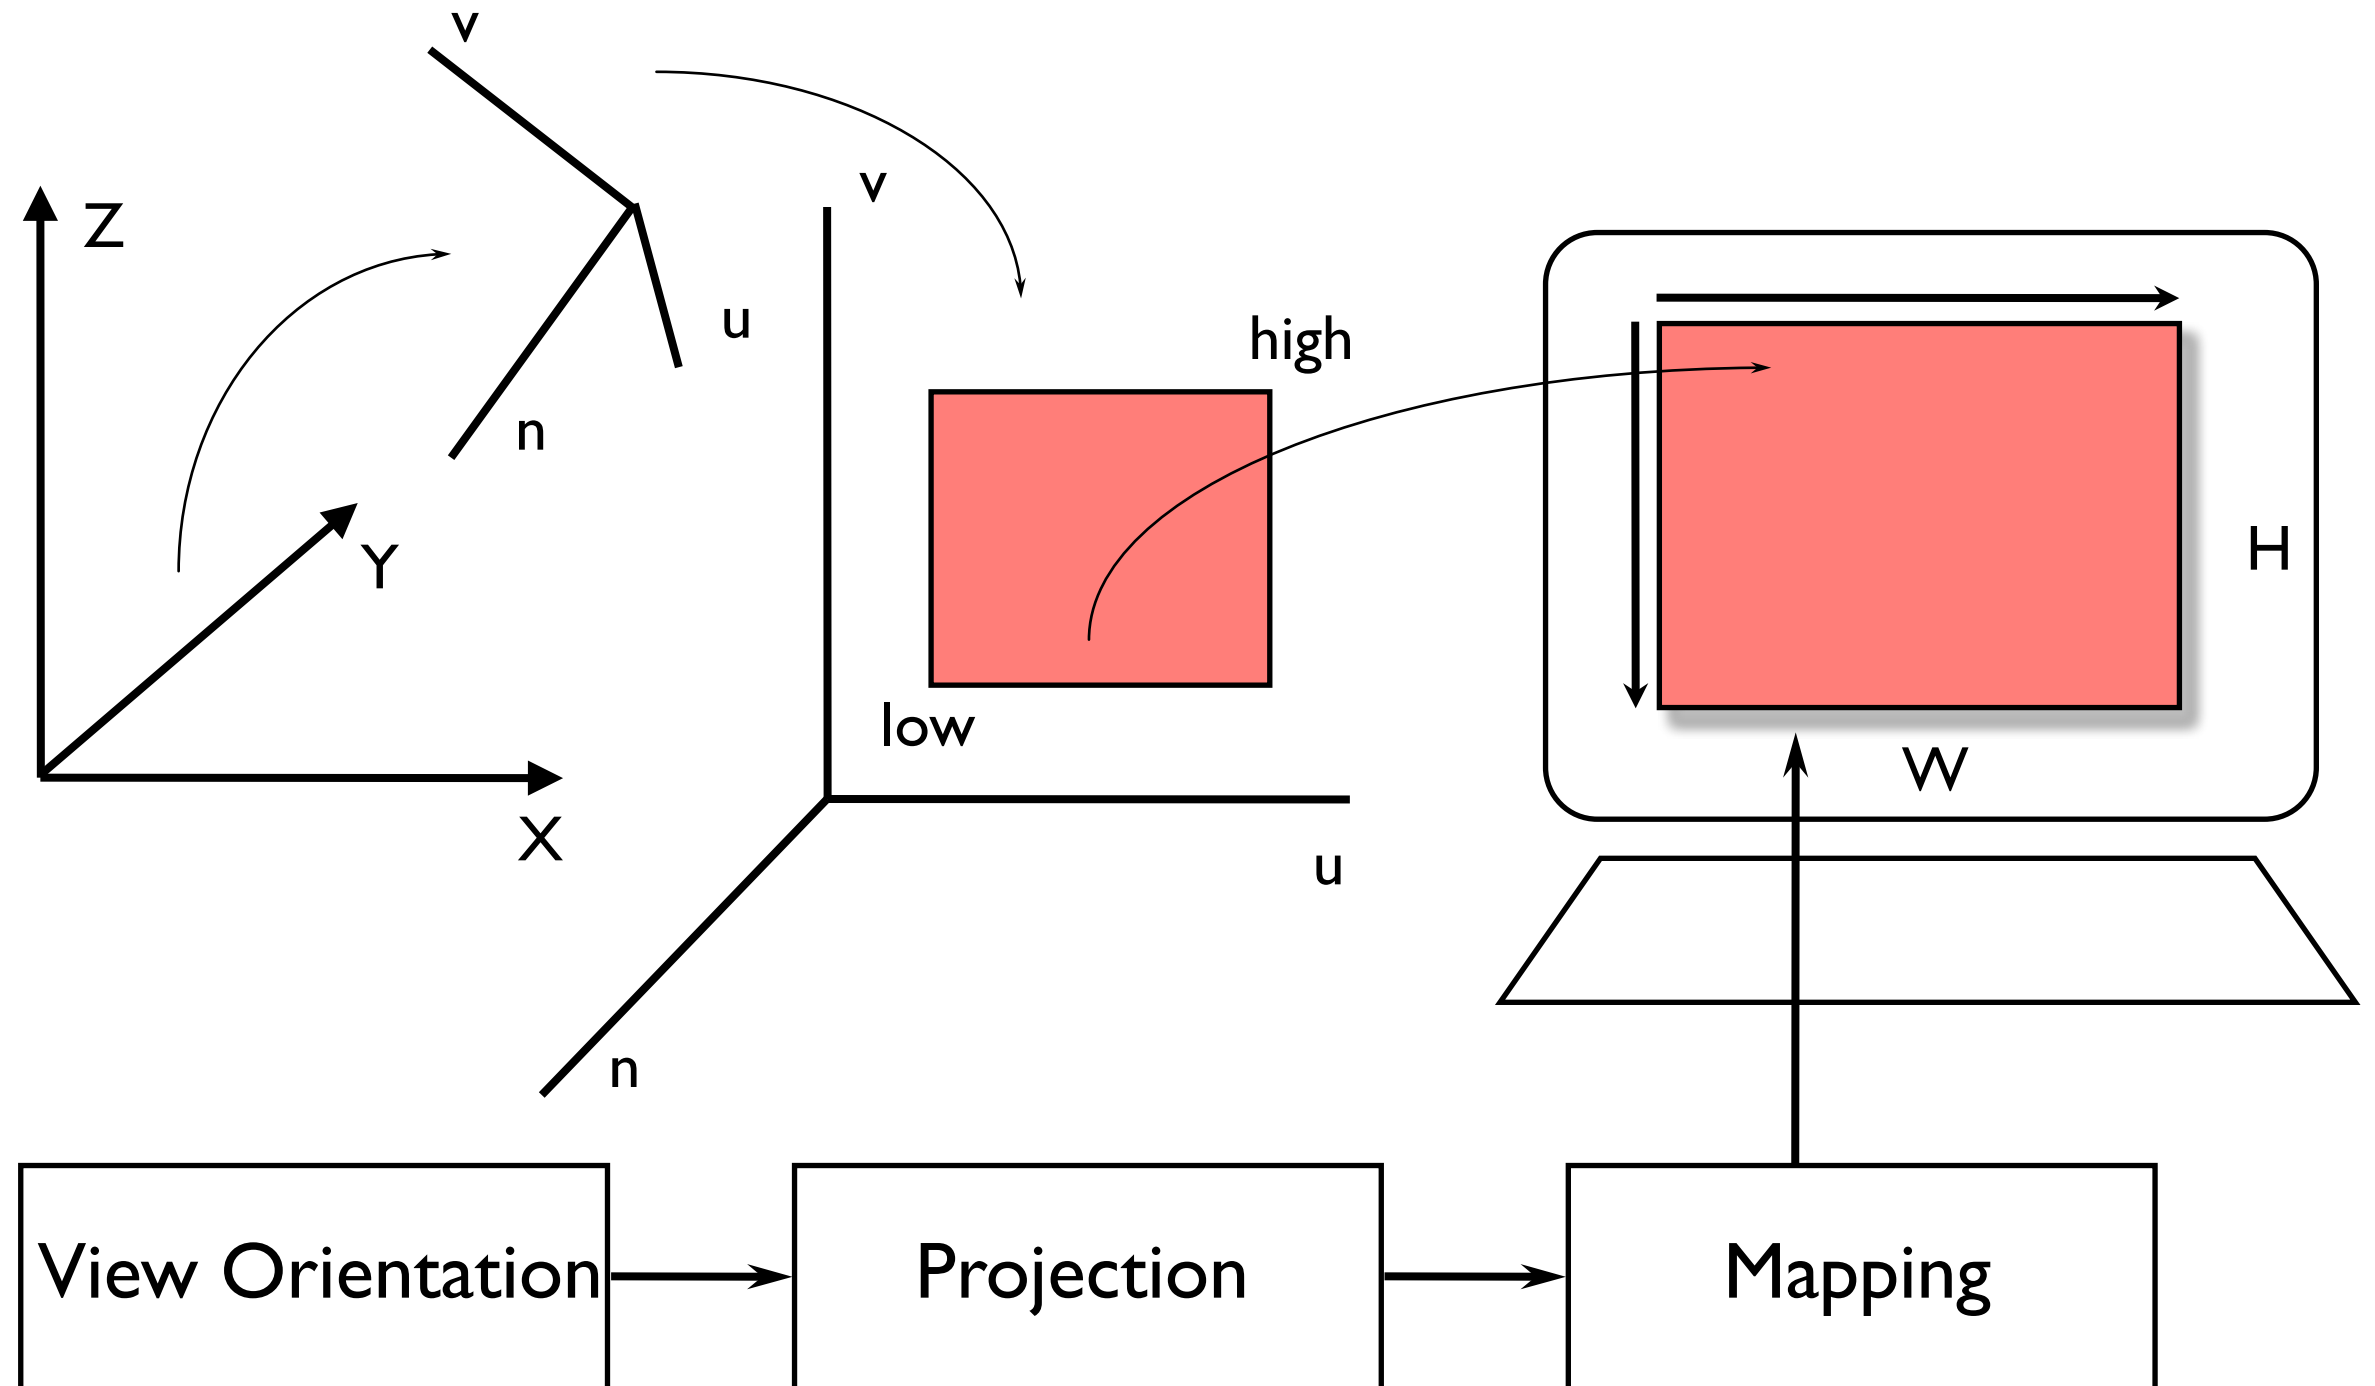 v
Z
v
u
high
n
H
Y
low
W
X
u
n
View Orientation
Projection
Mapping